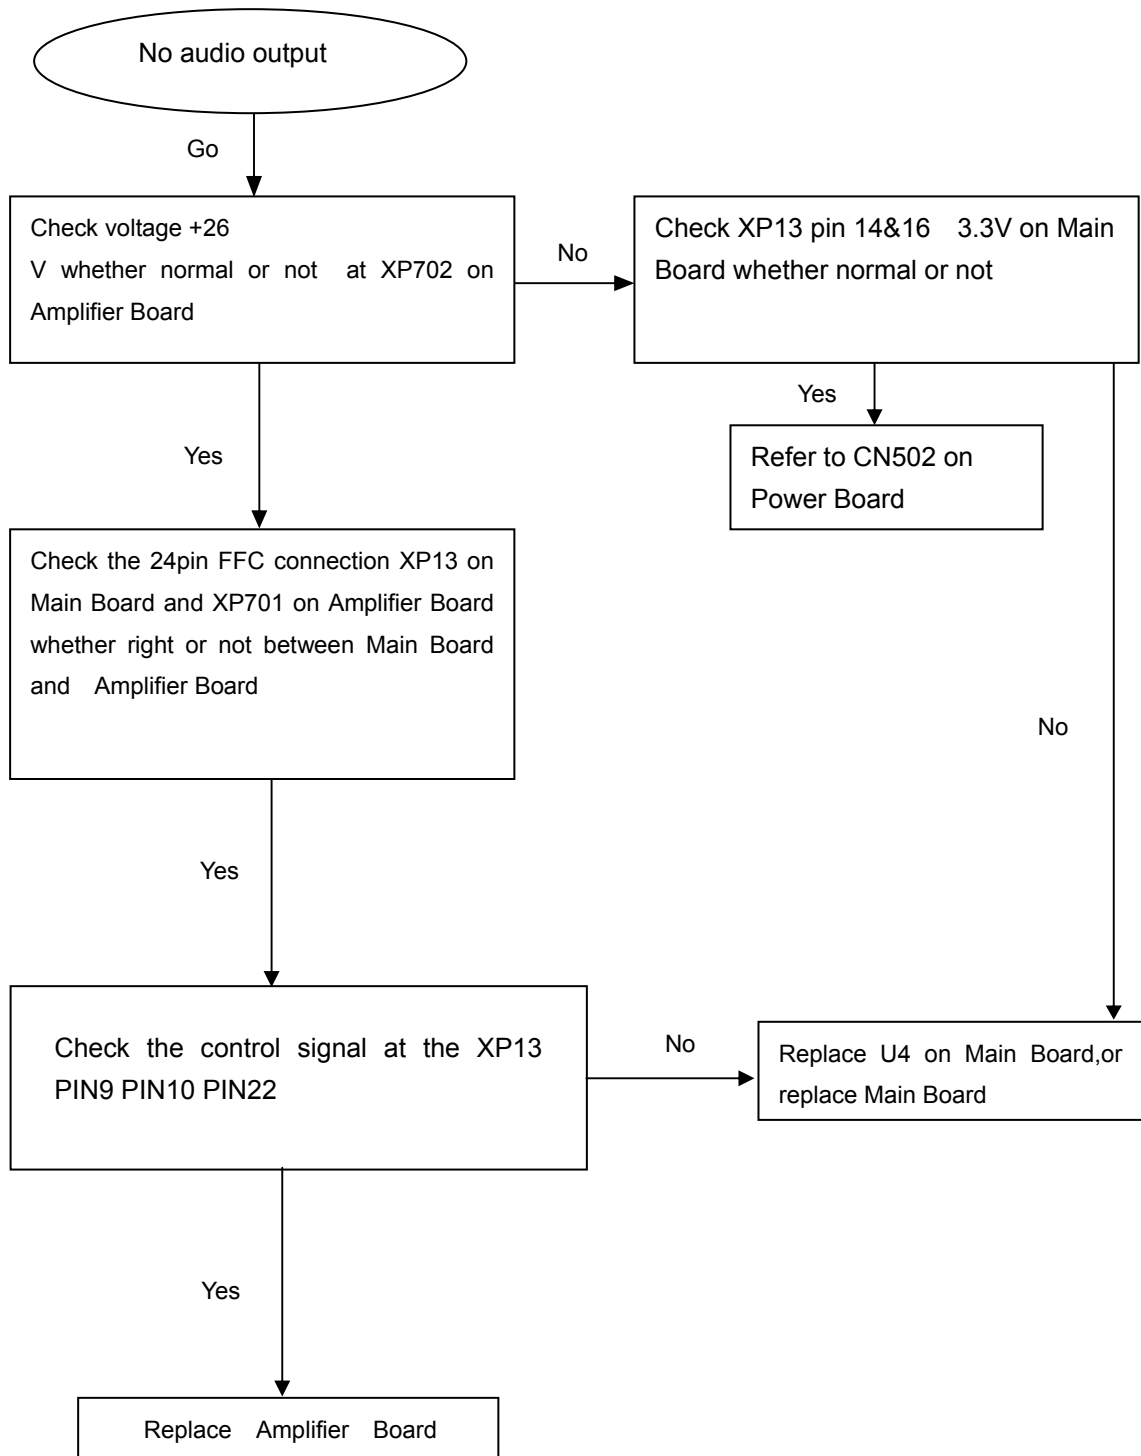 No audio output
Go
Check voltage +26
V whether normal or not at XP702 on
Amplifier Board
No
Check XP13 pin 14&16 3.3V on Main
Board whether normal or not
Yes
Refer to CN502 on
Power Board
Yes
Check the 24pin FFC connection XP13 on
Main Board and XP701 on Amplifier Board
whether right or not between Main Board
and Amplifier Board
No
Yes
Check the control signal at the XP13
PIN9 PIN10 PIN22
No
Replace U4 on Main Board,or
replace Main Board
Yes
Replace Amplifier Board